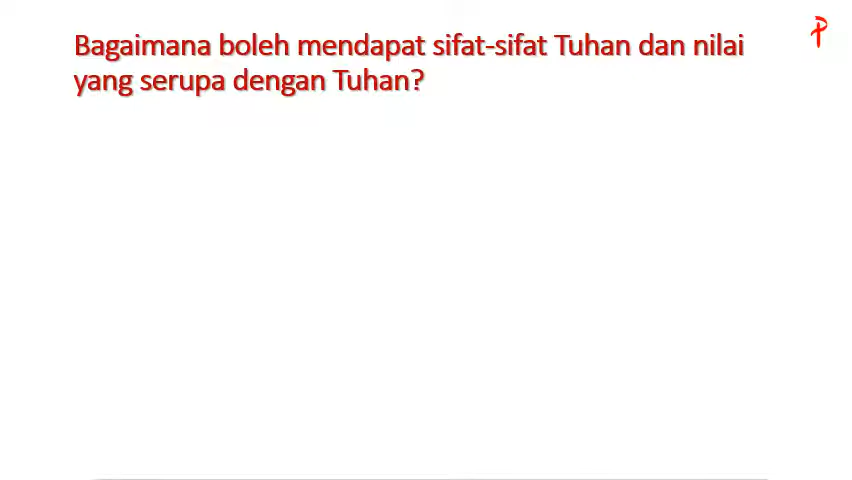 Bagaimana boleh mendapat sifat-sifat Tuhan dan nilai
yang serupa dengan Tuhan?